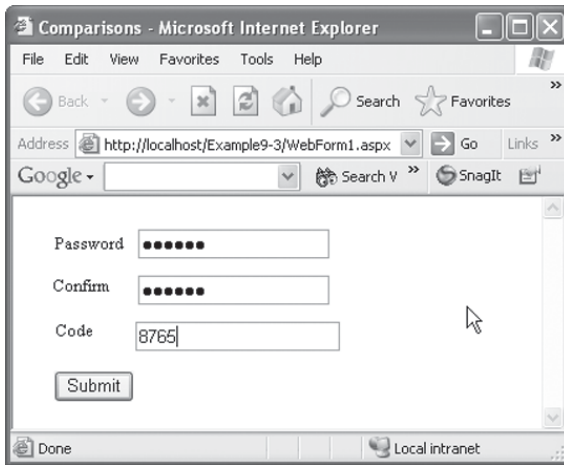 Comparisons - Microsoft Internet Explorer
File Edit View Favorites Tools Help
Back Search Favorites »
Address http://localhost/Example9-3/WebForm1.aspx Go Links »
Google Search V » SnagIt
Password ●●●●●●
Confirm ●●●●●●
Code 8765
Submit
Done Local intranet